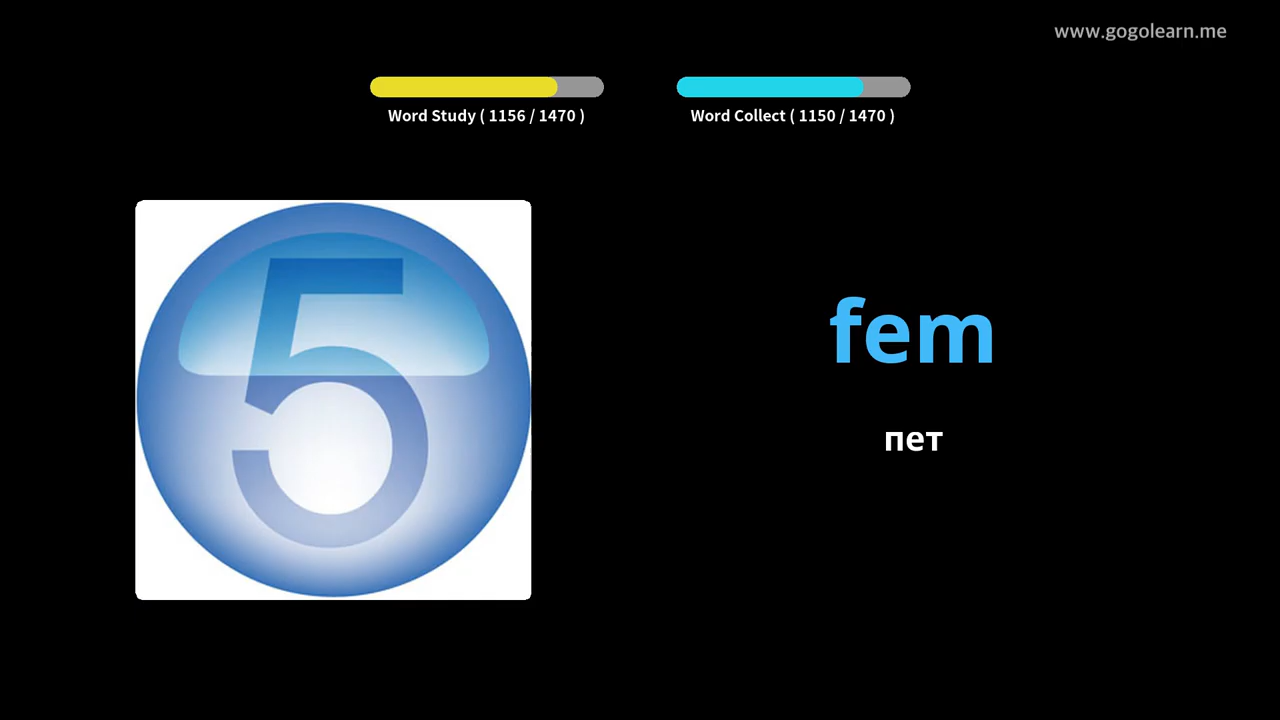 www.gogolearn.me
Word Study ( 1156 / 1470 )
Word Collect ( 1150 / 1470 )
5
fem
пет